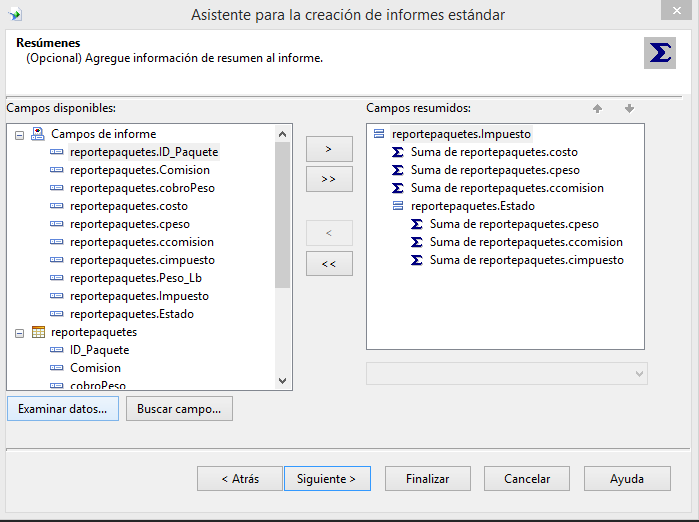 Asistente para la creación de informes estándar
Resúmenes
(Opcional) Agregue información de resumen al informe.
Campos disponibles:
Campos de informe
reportepaquetes.ID_Paquete
reportepaquetes.Comision
reportepaquetes.cobroPeso
reportepaquetes.costo
reportepaquetes.cpeso
reportepaquetes.ccomision
reportepaquetes.cimpuesto
reportepaquetes.Peso_Lb
reportepaquetes.Impuesto
reportepaquetes.Estado
reportepaquetes
ID_Paquete
Comision
cobroPeso
>
>>
<
<<
Campos resumidos:
reportepaquetes.Impuesto
Suma de reportepaquetes.costo
Suma de reportepaquetes.cpeso
Suma de reportepaquetes.ccomision
reportepaquetes.Estado
Suma de reportepaquetes.cpeso
Suma de reportepaquetes.ccomision
Suma de reportepaquetes.cimpuesto
Examinar datos... Buscar campo...
< Atrás Siguiente > Finalizar Cancelar Ayuda